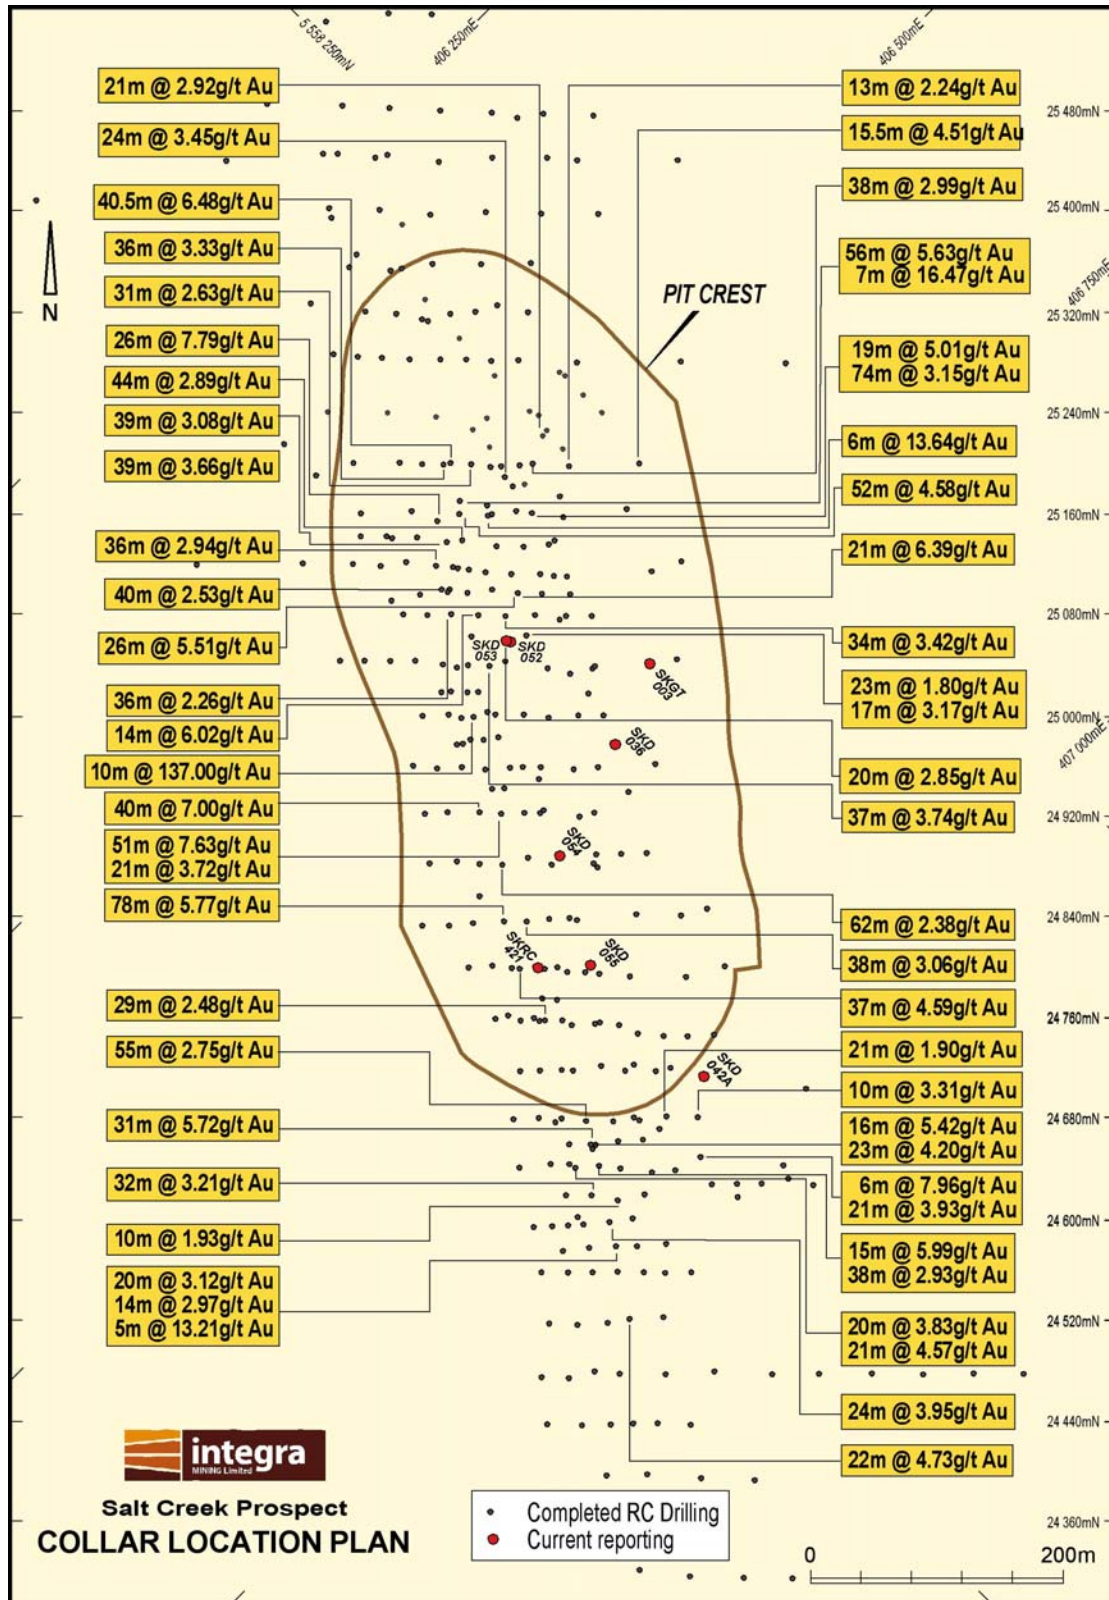 5 558 250mN
406 250mE
406 500mE
21m @ 2.92g/t Au
24m @ 3.45g/t Au
40.5m @ 6.48g/t Au
36m @ 3.33g/t Au
31m @ 2.63g/t Au
26m @ 7.79g/t Au
44m @ 2.89g/t Au
39m @ 3.08g/t Au
39m @ 3.66g/t Au
36m @ 2.94g/t Au
40m @ 2.53g/t Au
26m @ 5.51g/t Au
36m @ 2.26g/t Au
14m @ 6.02g/t Au
10m @ 137.00g/t Au
40m @ 7.00g/t Au
51m @ 7.63g/t Au
21m @ 3.72g/t Au
78m @ 5.77g/t Au
29m @ 2.48g/t Au
55m @ 2.75g/t Au
31m @ 5.72g/t Au
32m @ 3.21g/t Au
10m @ 1.93g/t Au
20m @ 3.12g/t Au
14m @ 2.97g/t Au
5m @ 13.21g/t Au
N
PIT CREST
SKD
053
SKD
052
SKGT
003
SKD
036
SKD
054
SKRC
421
SKD
055
SKD
042A
13m @ 2.24g/t Au
15.5m @ 4.51g/t Au
38m @ 2.99g/t Au
56m @ 5.63g/t Au
7m @ 16.47g/t Au
19m @ 5.01g/t Au
74m @ 3.15g/t Au
6m @ 13.64g/t Au
52m @ 4.58g/t Au
21m @ 6.39g/t Au
34m @ 3.42g/t Au
23m @ 1.80g/t Au
17m @ 3.17g/t Au
20m @ 2.85g/t Au
37m @ 3.74g/t Au
62m @ 2.38g/t Au
38m @ 3.06g/t Au
37m @ 4.59g/t Au
21m @ 1.90g/t Au
10m @ 3.31g/t Au
16m @ 5.42g/t Au
23m @ 4.20g/t Au
6m @ 7.96g/t Au
21m @ 3.93g/t Au
15m @ 5.99g/t Au
38m @ 2.93g/t Au
20m @ 3.83g/t Au
21m @ 4.57g/t Au
24m @ 3.95g/t Au
22m @ 4.73g/t Au
25 480mN
25 400mN
406 750mE
25 320mN
25 240mN
25 160mN
25 080mN
25 000mN
407 000mE
24 920mN
24 840mN
24 760mN
24 680mN
24 600mN
24 520mN
24 440mN
24 360mN
integra
MINING Limited
Salt Creek Prospect
COLLAR LOCATION PLAN
Completed RC Drilling
Current reporting
0 200m